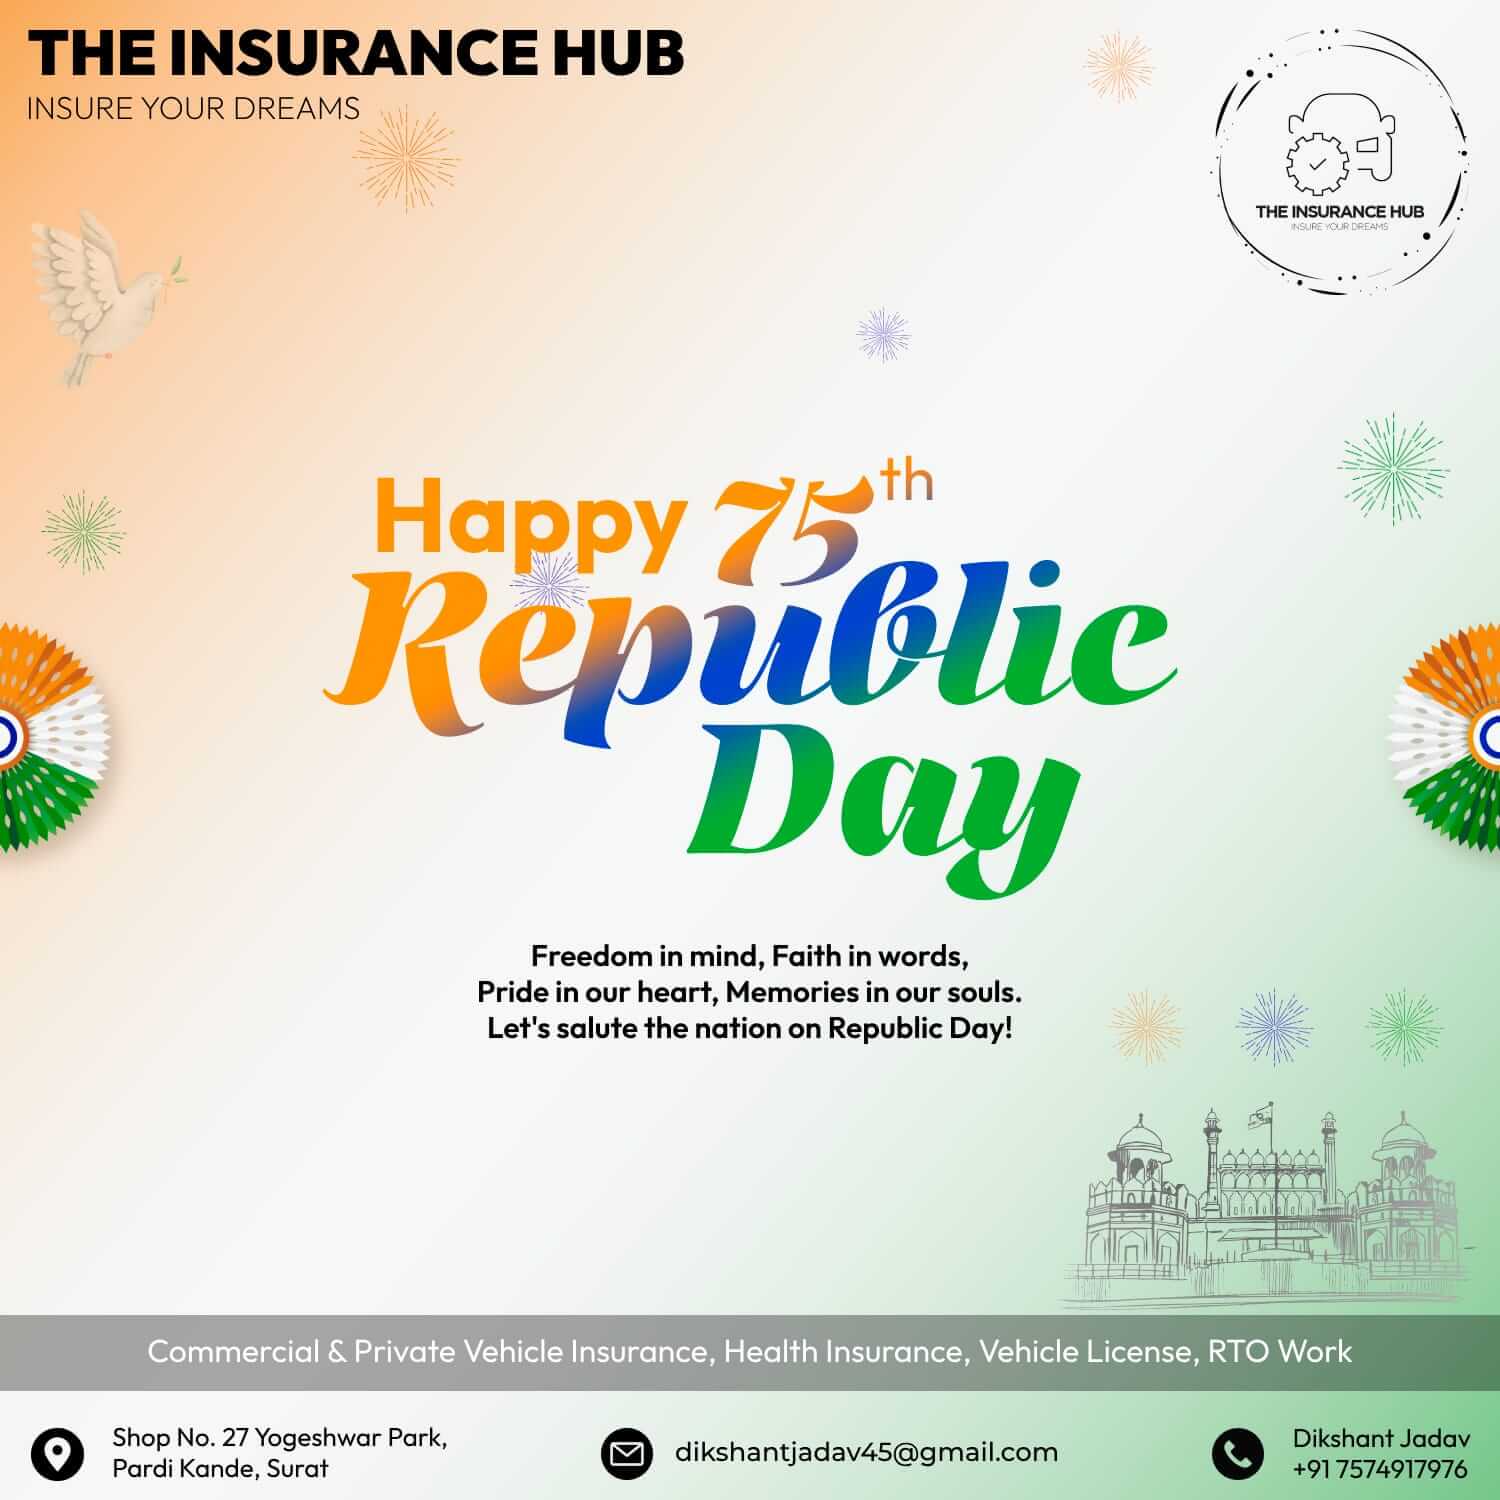 THE INSURANCE HUB
INSURE YOUR DREAMS
THE INSURANCE HUB
INSURE YOUR DREAMS
Happy 75th
Republic
Day
Freedom in mind, Faith in words,
Pride in our heart, Memories in our souls.
Let's salute the nation on Republic Day!
Commercial & Private Vehicle Insurance, Health Insurance, Vehicle License, RTO Work
Shop No. 27 Yogeshwar Park,
Pardi Kande, Surat
dikshantjadav45@gmail.com
Dikshant Jadav
+91 7574917976